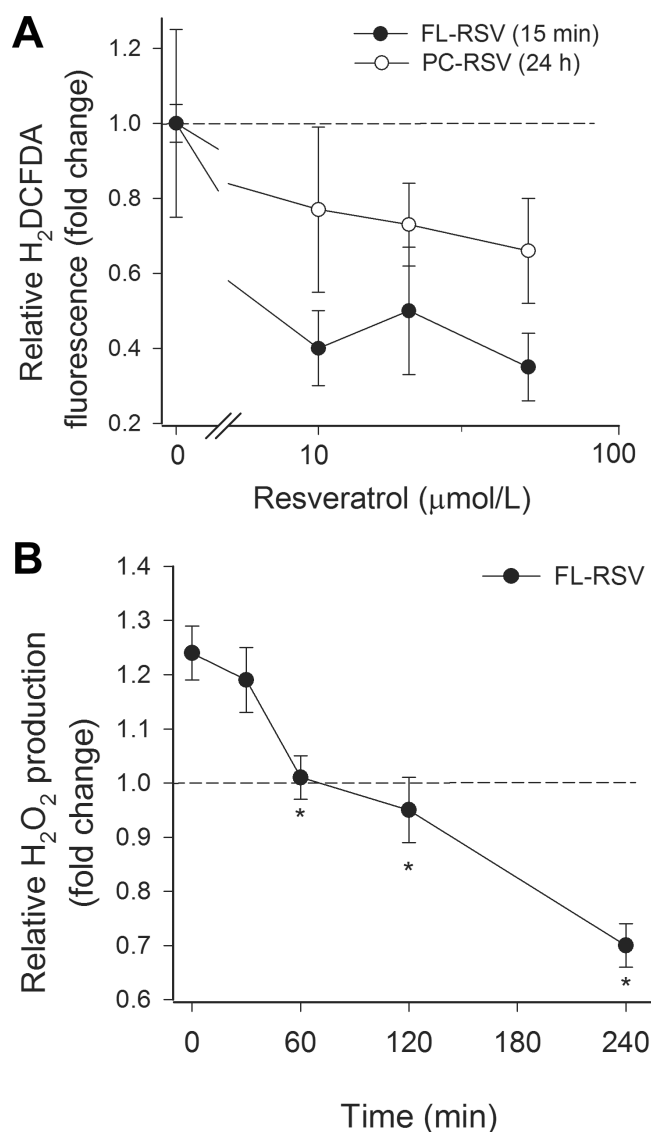 A
FL-RSV (15 min)
PC-RSV (24 h)
Relative H₂DCFDA
fluorescence (fold change)
1.2
1.0
0.8
0.6
0.4
0.2
0
10
100
Resveratrol (μmol/L)
B
FL-RSV
Relative H₂O₂ production
(fold change)
1.4
1.3
1.2
1.1
1.0
0.9
0.8
0.7
0.6
*
*
*
0
60
120
180
240
Time (min)